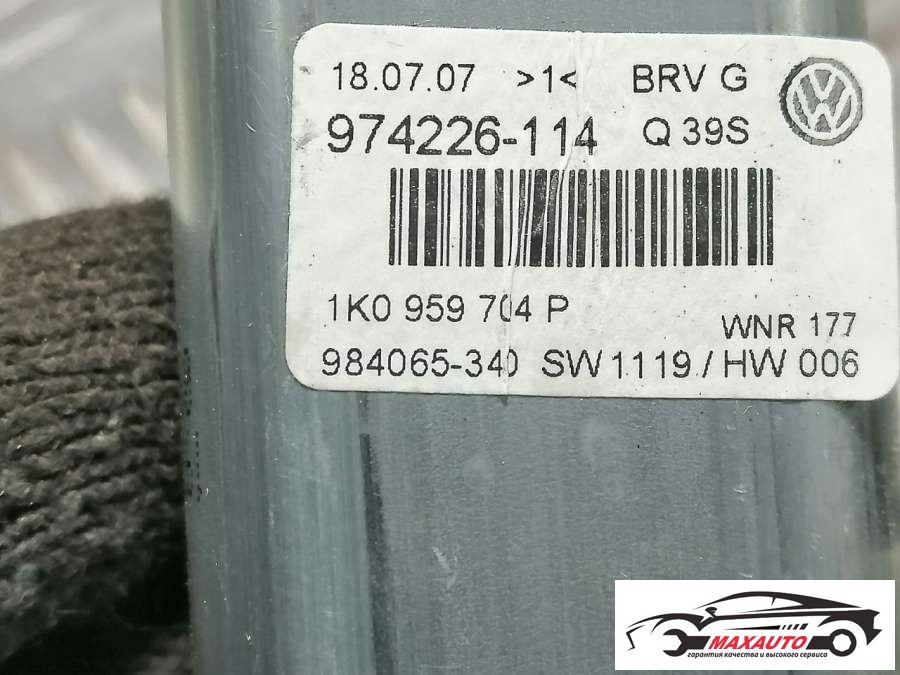 18.07.07 >1< BRV G
974226-114 Q 39S
1K0 959 704 P
WNR 177
984065-340 SW 1119 / HW 006
MAXAUTO
гарантия качества и высокого сервиса